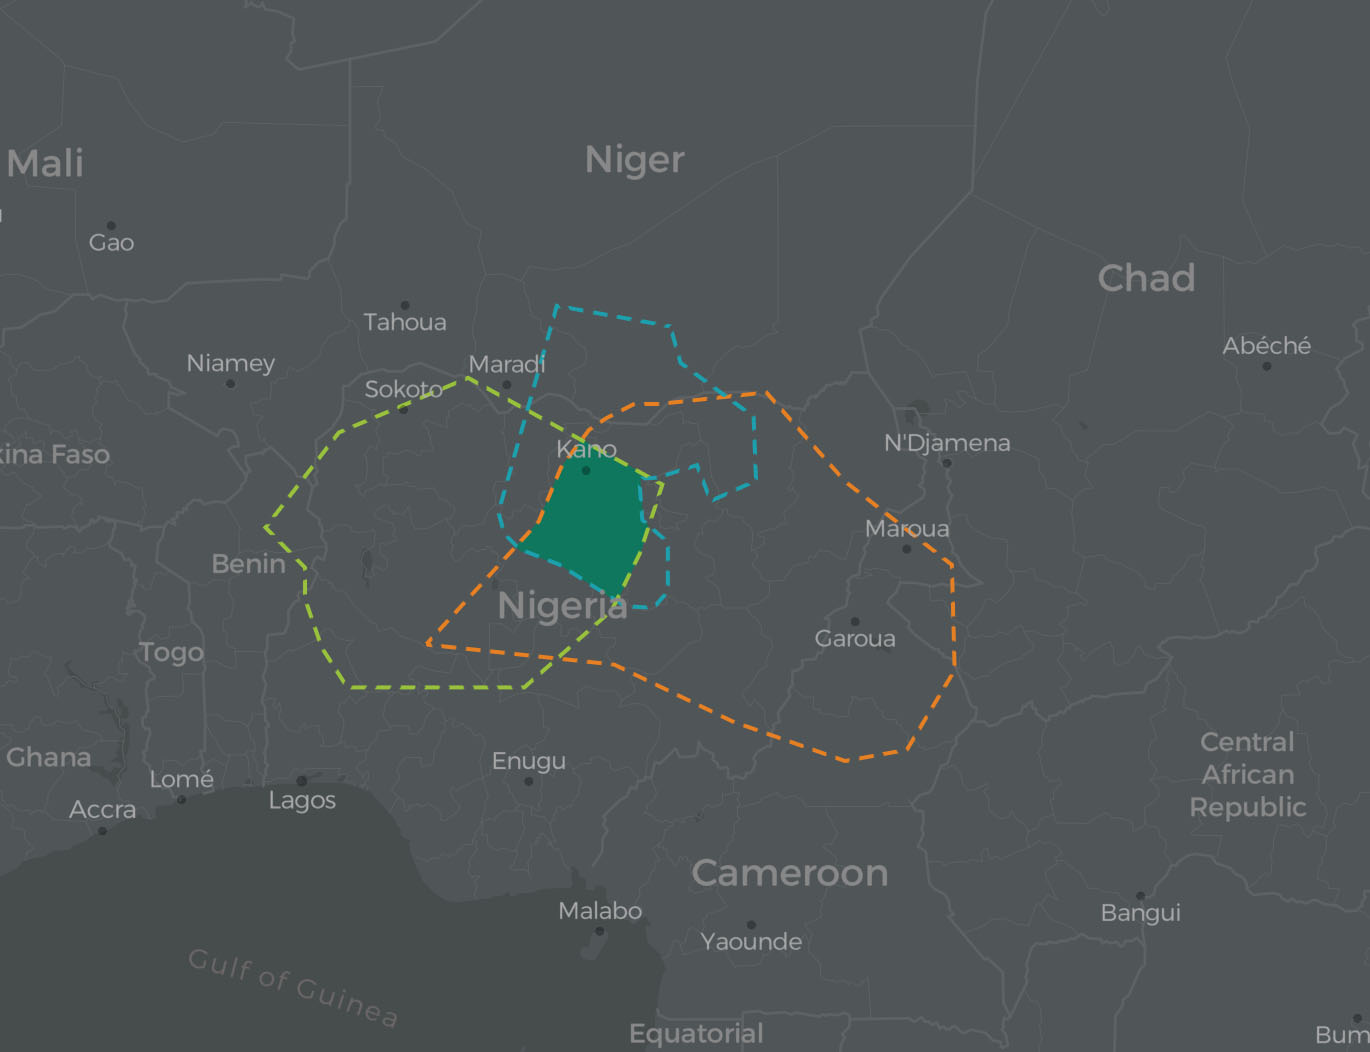 Mali
Niger
Gao
Chad
Tahoua
Niamey
Maradi
Abéché
Sokoto
N'Djamena
kina Faso
Kano
Maroua
Benin
Nigeria
Garoua
Togo
Central
African
Republic
Ghana
Enugu
Lomé
Lagos
Accra
Cameroon
Malabo
Bangui
Yaounde
Gulf of Guinea
Equatorial
Bum